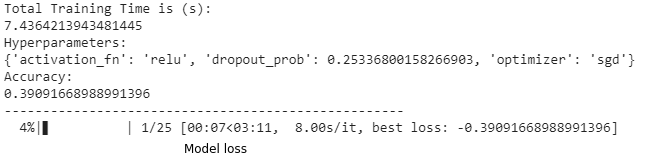 Total Training Time is (s):
7.4364213943481445
Hyperparameters:
{'activation_fn': 'relu', 'dropout_prob': 0.25336800158266903, 'optimizer': 'sgd'}
Accuracy:
0.39091668988991396
--------------------------------------------------
4%|▋         | 1/25 [00:07<03:11,  8.00s/it, best loss: -0.39091668988991396]
Model loss